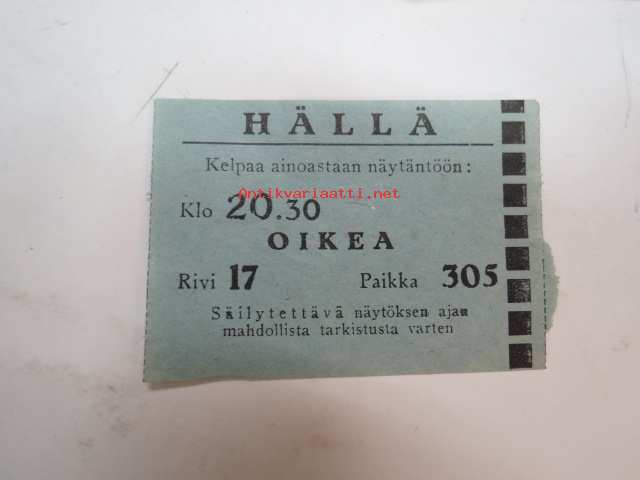 HÄLLÄ
Kelpaa ainoastaan näytäntöön:
Antikvariaatti.net
Klo 20.30
OIKEA
Rivi 17 Paikka 305
Säilytettävä näytöksen ajan
mahdollista tarkistusta varten